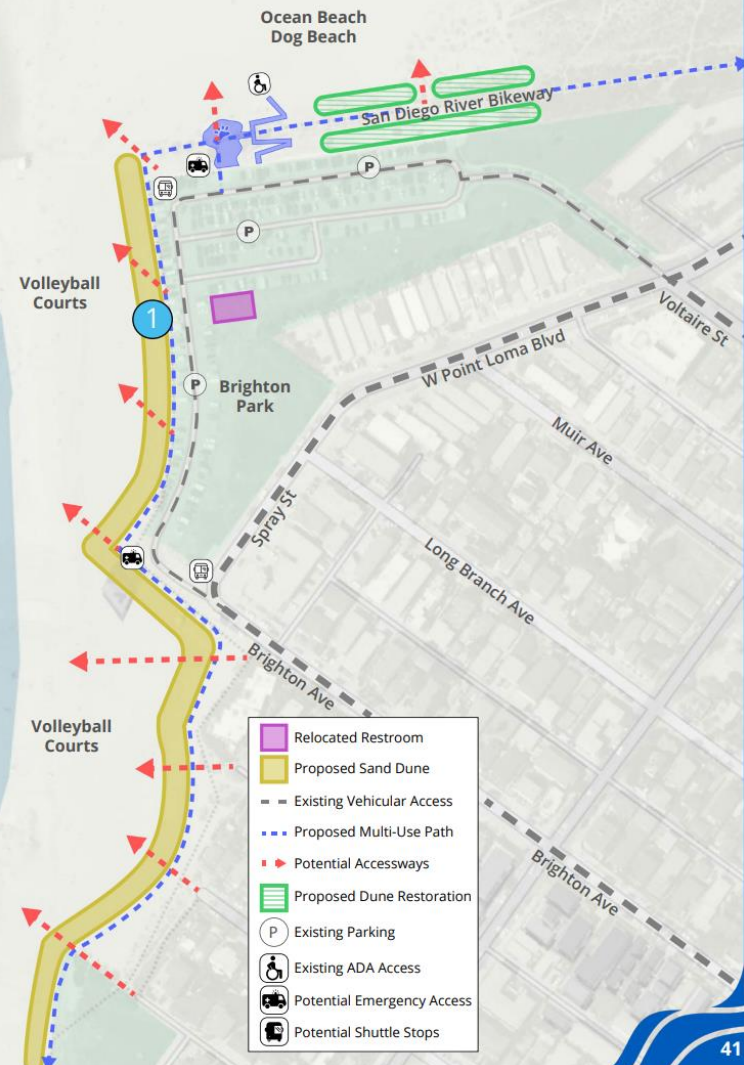 Ocean Beach
Dog Beach
San Diego River Bikeway
P
P
Volleyball
Courts
1
Voltaire St
W Point Loma Blvd
P
Brighton
Park
Muir Ave
Spray St
Long Branch Ave
Brighton Ave
Volleyball
Courts
Relocated Restroom
Proposed Sand Dune
Existing Vehicular Access
Proposed Multi-Use Path
Potential Accessways
Brighton Ave
Proposed Dune Restoration
P Existing Parking
Existing ADA Access
Potential Emergency Access
Potential Shuttle Stops
41